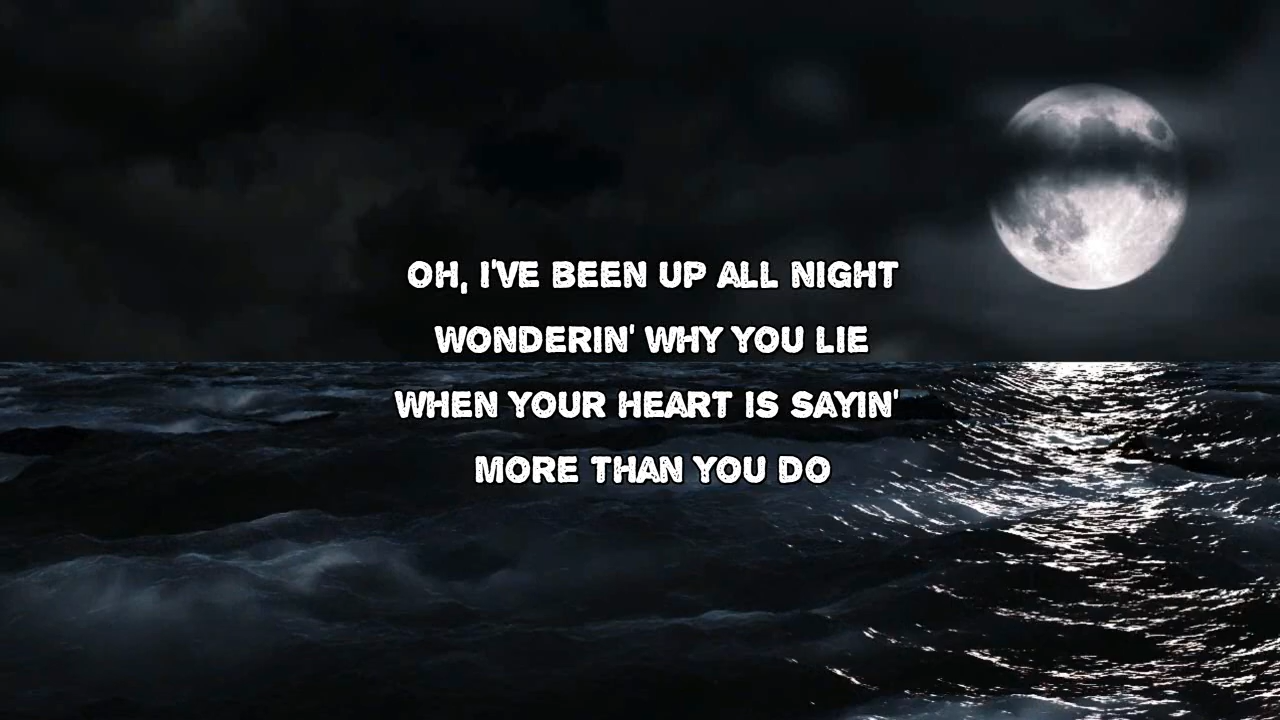 OH, I'VE BEEN UP ALL NIGHT
WONDERIN' WHY YOU LIE
WHEN YOUR HEART IS SAYIN'
MORE THAN YOU DO